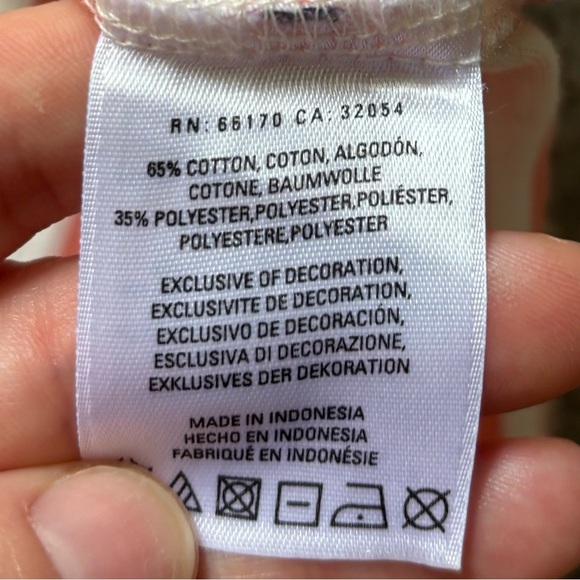 RN: 66170 CA: 32054
65% COTTON, COTON, ALGODÓN,
COTONE, BAUMWOLLE
35% POLYESTER,POLYESTER,POLIÉSTER,
POLYESTERE,POLYESTER
EXCLUSIVE OF DECORATION,
EXCLUSIVITE DE DECORATION,
EXCLUSIVO DE DECORACIÓN,
ESCLUSIVA DI DECORAZIONE,
EXKLUSIVES DER DEKORATION
MADE IN INDONESIA
HECHO EN INDONESIA
FABRIQUÉ EN INDONÉSIE